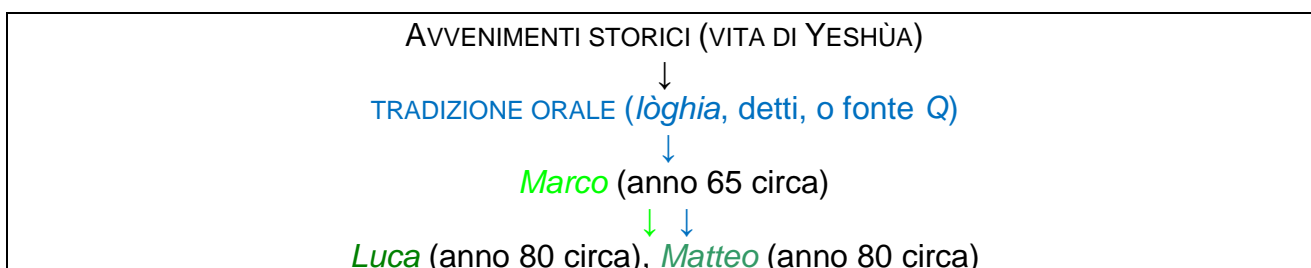 AVVENIMENTI STORICI (VITA DI YESHÙA)
↓
TRADIZIONE ORALE (lòghia, detti, o fonte Q)
↓
Marco (anno 65 circa)
↓ ↓
Luca (anno 80 circa), Matteo (anno 80 circa)